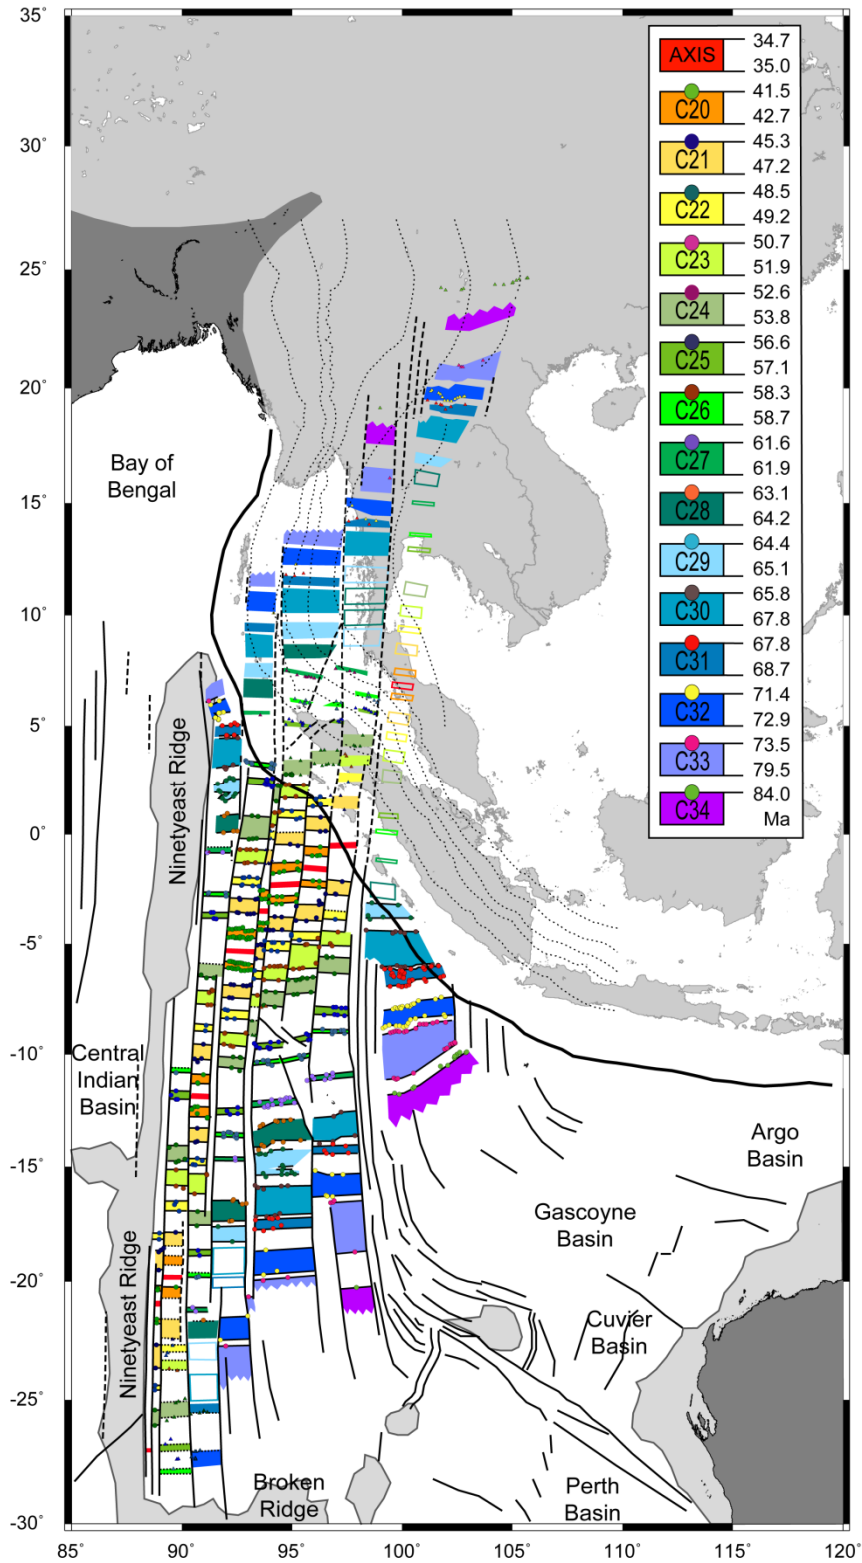 35°
30°
25°
20°
15°
10°
5°
0°
-5°
-10°
-15°
-20°
-25°
-30°
85
90
95
100
105
110
115
120°
AXIS
34.7
35.0
C20
41.5
42.7
C21
45.3
47.2
C22
48.5
49.2
C23
50.7
51.9
C24
52.6
53.8
C25
56.6
57.1
C26
58.3
58.7
C27
61.6
61.9
C28
63.1
64.2
C29
64.4
65.1
C30
65.8
67.8
C31
67.8
68.7
C32
71.4
72.9
C33
73.5
79.5
C34
84.0
Ma
Bay of
Bengal
Ninetyeast Ridge
Central
Indian
Basin
Ninetyeast Ridge
Argo
Basin
Gascoyne
Basin
Cuvier
Basin
Broken
Ridge
Perth
Basin